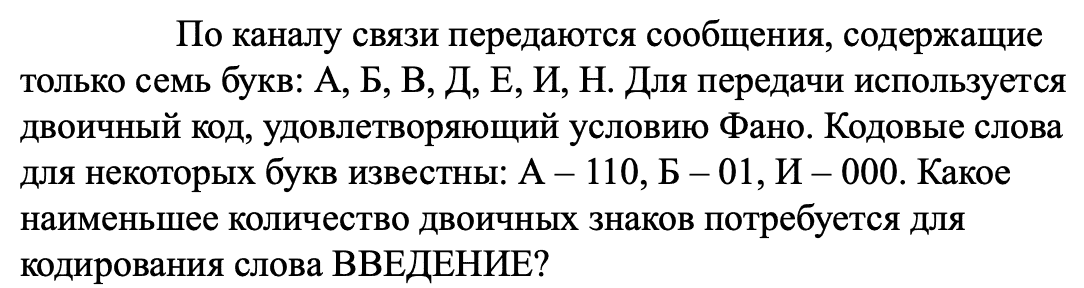 По каналу связи передаются сообщения, содержащие
только семь букв: А, Б, В, Д, Е, И, Н. Для передачи используется
двоичный код, удовлетворяющий условию Фано. Кодовые слова
для некоторых букв известны: А – 110, Б – 01, И – 000. Какое
наименьшее количество двоичных знаков потребуется для
кодирования слова ВВЕДЕНИЕ?